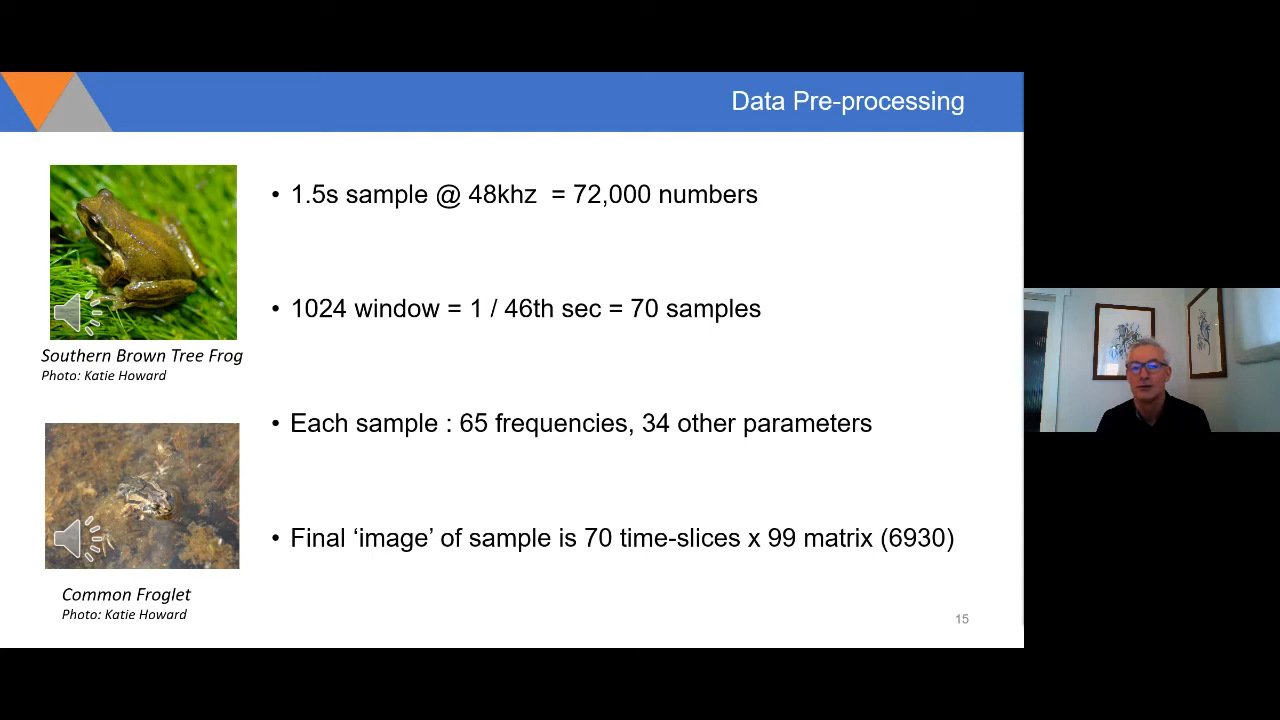 Data Pre-processing
• 1.5s sample @ 48khz = 72,000 numbers
• 1024 window = 1 / 46th sec = 70 samples
Southern Brown Tree Frog
Photo: Katie Howard
• Each sample : 65 frequencies, 34 other parameters
• Final ‘image’ of sample is 70 time-slices x 99 matrix (6930)
Common Froglet
Photo: Katie Howard
15